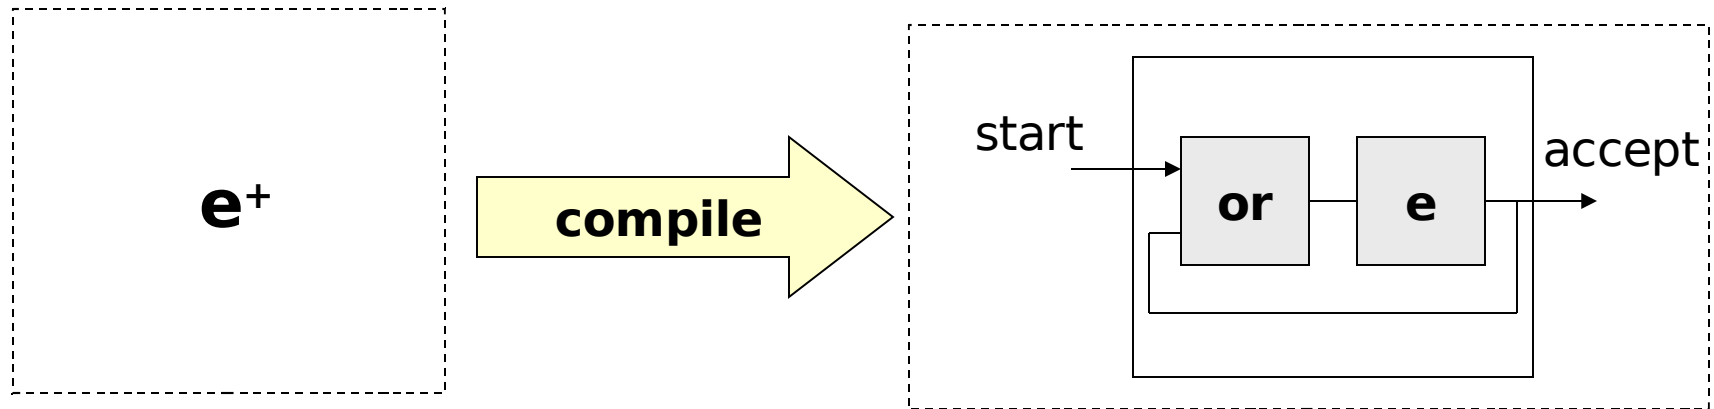 e⁺
compile
start
or
e
accept